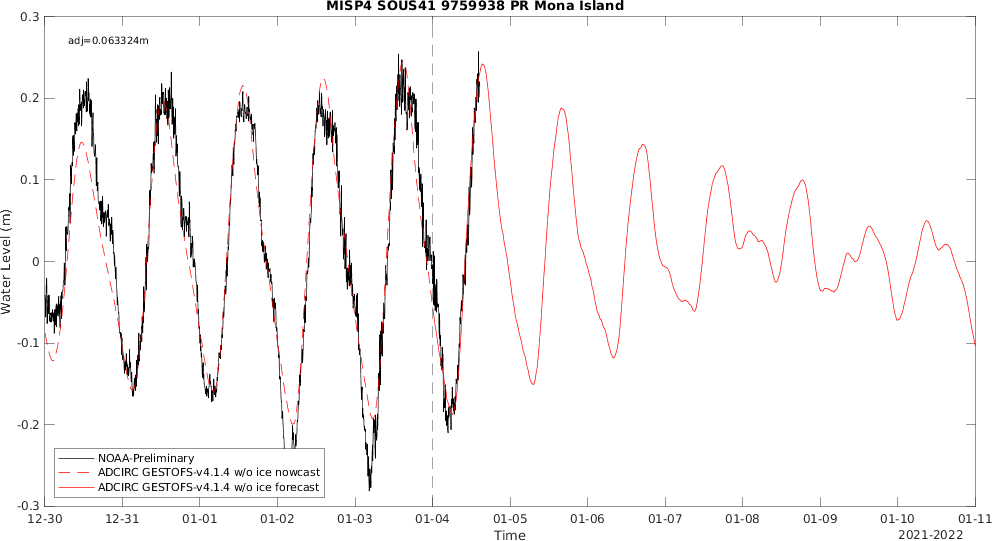 MISP4 SOUS41 9759938 PR Mona Island
adj=0.063324m
0.3
0.2
0.1
0
-0.1
-0.2
-0.3
Water Level (m)
NOAA-Preliminary
ADCIRC GESTOFS-v4.1.4 w/o ice nowcast
ADCIRC GESTOFS-v4.1.4 w/o ice forecast
12-30 12-31 01-01 01-02 01-03 01-04 01-05 01-06 01-07 01-08 01-09 01-10 01-11
Time
2021-2022